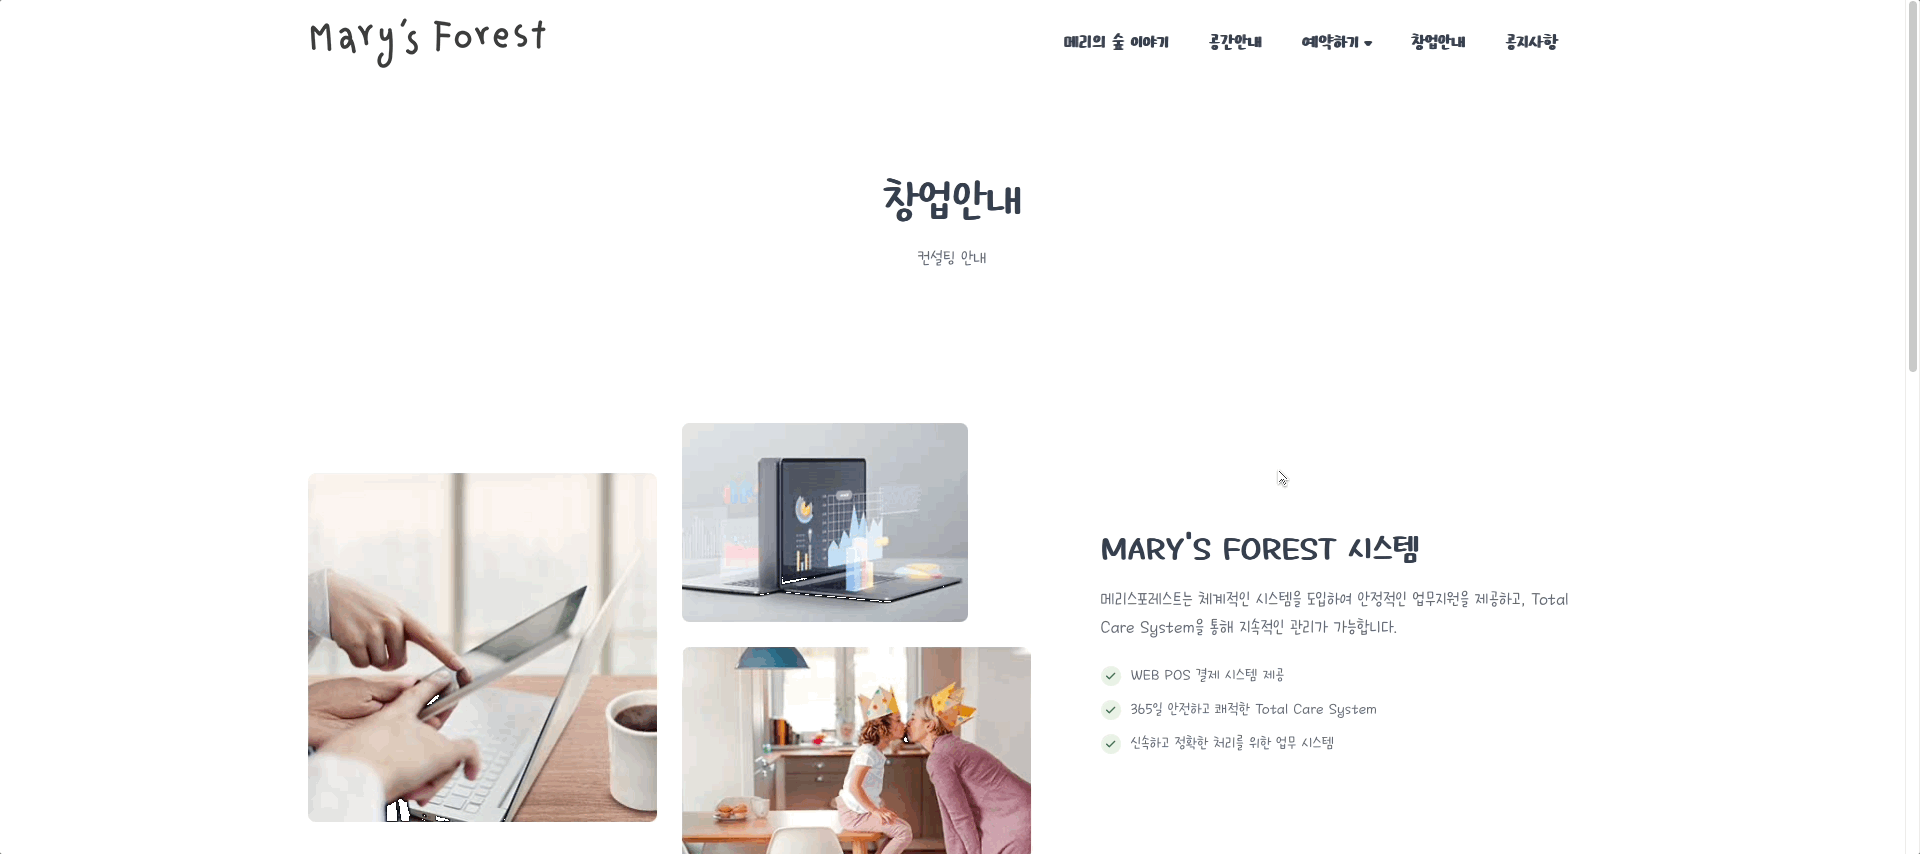 Mary's Forest
메리의 숲 이야기
공간안내
예약하기
창업안내
공지사항
창업안내
컨설팅 안내
MARY'S FOREST 시스템
메리스포레스트는 체계적인 시스템을 도입하여 안정적인 업무지원을 제공하고, Total
Care System을 통해 지속적인 관리가 가능합니다.
WEB POS 결제 시스템 제공
365일 안전하고 쾌적한 Total Care System
신속하고 정확한 처리를 위한 업무 시스템